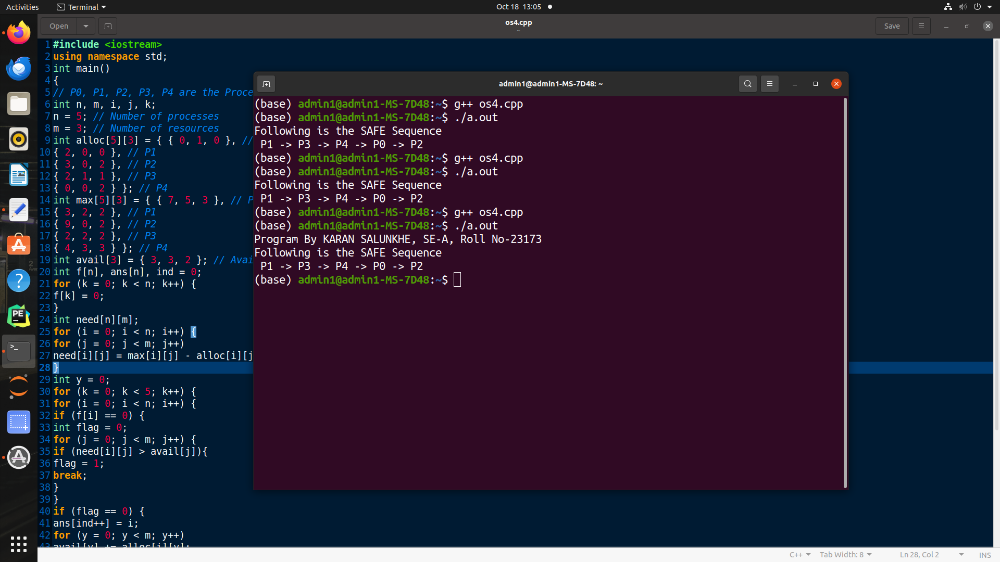 Activities
Terminal
Oct 18 13:05
Open
os4.cpp
~
Save
1 #include <iostream>
2 using namespace std;
3 int main()
4 {
5 // P0, P1, P2, P3, P4 are the Proce
6 int n, m, i, j, k;
7 n = 5; // Number of processes
8 m = 3; // Number of resources
9 int alloc[5][3] = { { 0, 1, 0 }, //
10 { 2, 0, 0 }, // P1
11 { 3, 0, 2 }, // P2
12 { 2, 1, 1 }, // P3
13 { 0, 0, 2 } }; // P4
14 int max[5][3] = { { 7, 5, 3 }, // P
15 { 3, 2, 2 }, // P1
16 { 9, 0, 2 }, // P2
17 { 2, 2, 2 }, // P3
18 { 4, 3, 3 } }; // P4
19 int avail[3] = { 3, 3, 2 }; // Avai
20 int f[n], ans[n], ind = 0;
21 for (k = 0; k < n; k++) {
22 f[k] = 0;
23 }
24 int need[n][m];
25 for (i = 0; i < n; i++) {
26 for (j = 0; j < m; j++)
27 need[i][j] = max[i][j] - alloc[i][j
28 }
29 int y = 0;
30 for (k = 0; k < 5; k++) {
31 for (i = 0; i < n; i++) {
32 if (f[i] == 0) {
33 int flag = 0;
34 for (j = 0; j < m; j++) {
35 if (need[i][j] > avail[j]){
36 flag = 1;
37 break;
38 }
39 }
40 if (flag == 0) {
41 ans[ind++] = i;
42 for (y = 0; y < m; y++)
43 avail[y] += alloc[i][y];
admin1@admin1-MS-7D48: ~
(base) admin1@admin1-MS-7D48:~$ g++ os4.cpp
(base) admin1@admin1-MS-7D48:~$ ./a.out
Following is the SAFE Sequence
P1 -> P3 -> P4 -> P0 -> P2
(base) admin1@admin1-MS-7D48:~$ g++ os4.cpp
(base) admin1@admin1-MS-7D48:~$ ./a.out
Following is the SAFE Sequence
P1 -> P3 -> P4 -> P0 -> P2
(base) admin1@admin1-MS-7D48:~$ g++ os4.cpp
(base) admin1@admin1-MS-7D48:~$ ./a.out
Program By KARAN SALUNKHE, SE-A, Roll No-23173
Following is the SAFE Sequence
P1 -> P3 -> P4 -> P0 -> P2
(base) admin1@admin1-MS-7D48:~$
PE
C++
Tab Width: 8
Ln 28, Col 2
INS